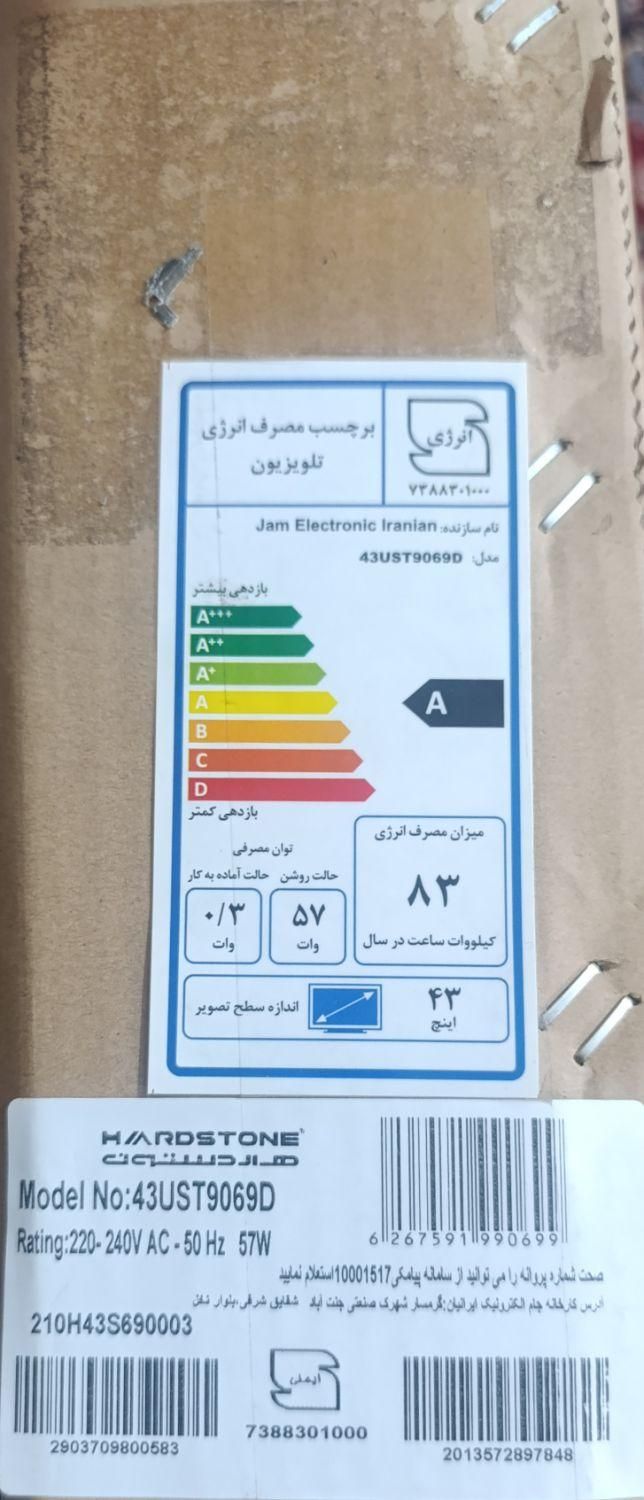 برچسب مصرف انرژی
تلویزیون
انرژی
۷۳۸۸۳۰۱۰۰۰
نام سازنده: Jam Electronic Iranian
مدل: 43UST9069D
بازدهی بیشتر
A+++
A++
A+
A
A
B
C
D
بازدهی کمتر
میزان مصرف انرژی
۸۳
کیلووات ساعت در سال
توان مصرفی
حالت روشن
۵۷
وات
حالت آماده به کار
۰/۳
وات
۴۳
اینچ
اندازه سطح تصویر
HARDSTONE
هاردستون
Model No:43UST9069D
Rating:220- 240V AC - 50 Hz 57W
6 267591 990699
صحت شماره پروانه را می توانید از سامانه پیامکی 10001517 استعلام نمایید
آدرس کارخانه جام الکترونیک ایرانیان: گرمسار شهرک صنعتی جنت آباد شقایق شرقی، بلوار
210H43S690003
ایمنی
7388301000
2903709800583
2013572897848